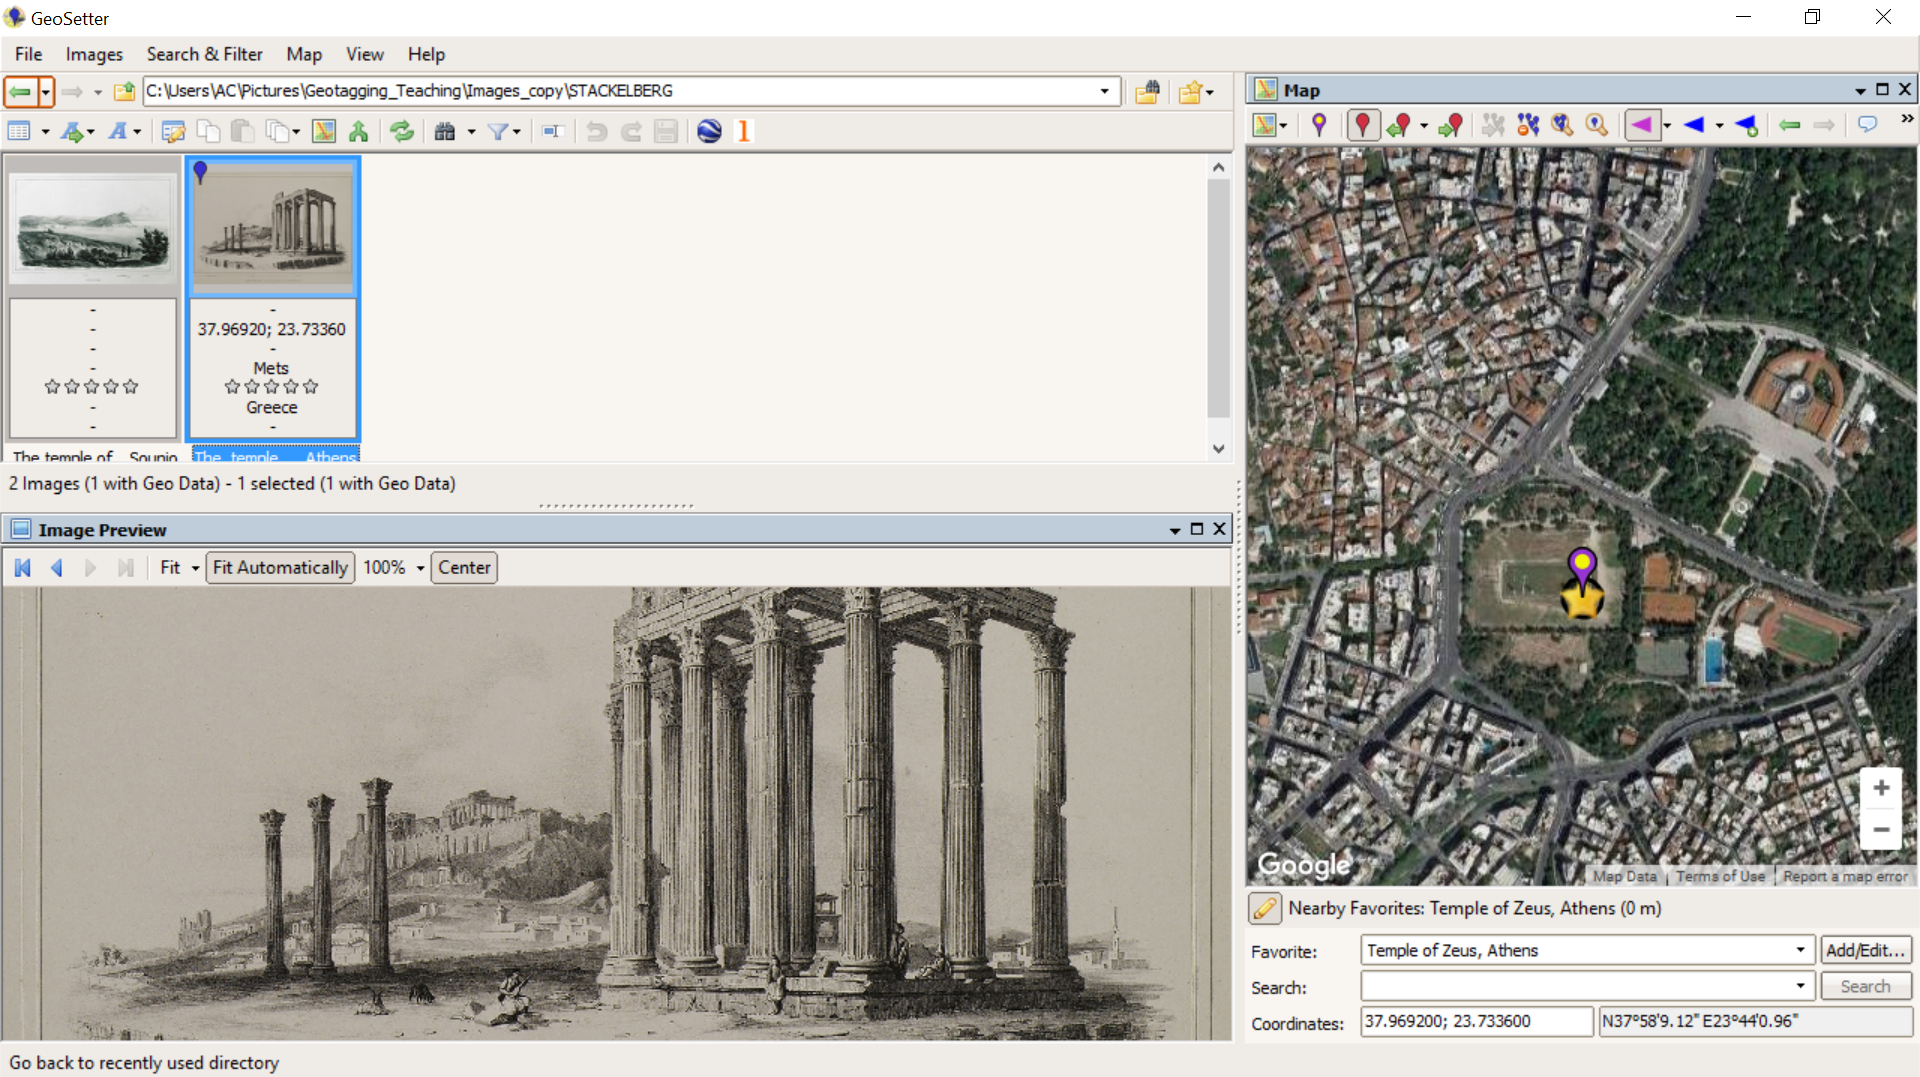 GeoSetter
File Images Search & Filter Map View Help
C:\Users\AC\Pictures\Geotagging_Teaching\Images_copy\STACKELBERG
1
-
-
-
-
-
-
The temple of ... Sounio
-
37.96920; 23.73360
-
Mets
Greece
-
The temple ... Athens
2 Images (1 with Geo Data) - 1 selected (1 with Geo Data)
Image Preview
Fit Fit Automatically 100% Center
Go back to recently used directory
Map
Google
Map Data Terms of Use Report a map error
Nearby Favorites: Temple of Zeus, Athens (0 m)
Favorite: Temple of Zeus, Athens Add/Edit...
Search: Search
Coordinates: 37.969200; 23.733600 N37°58'9.12" E23°44'0.96"